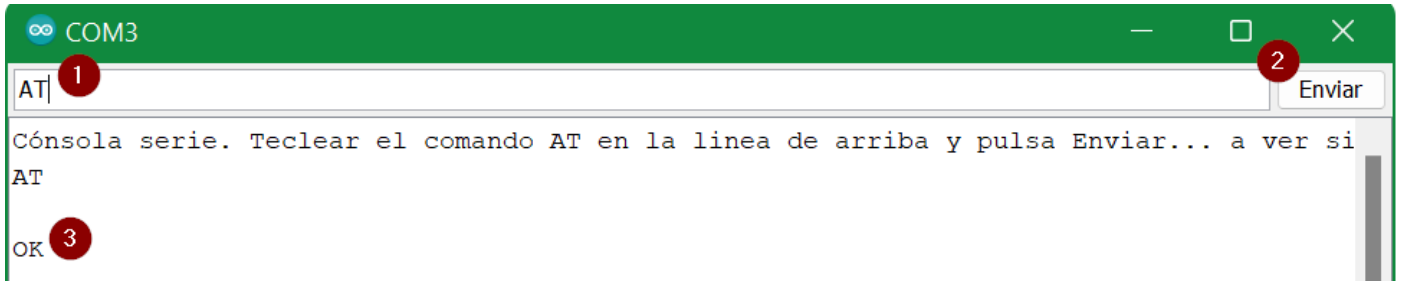 COM3
1
2
AT
Enviar
Cónsola serie. Teclear el comando AT en la linea de arriba y pulsa Enviar... a ver si
AT
OK
3